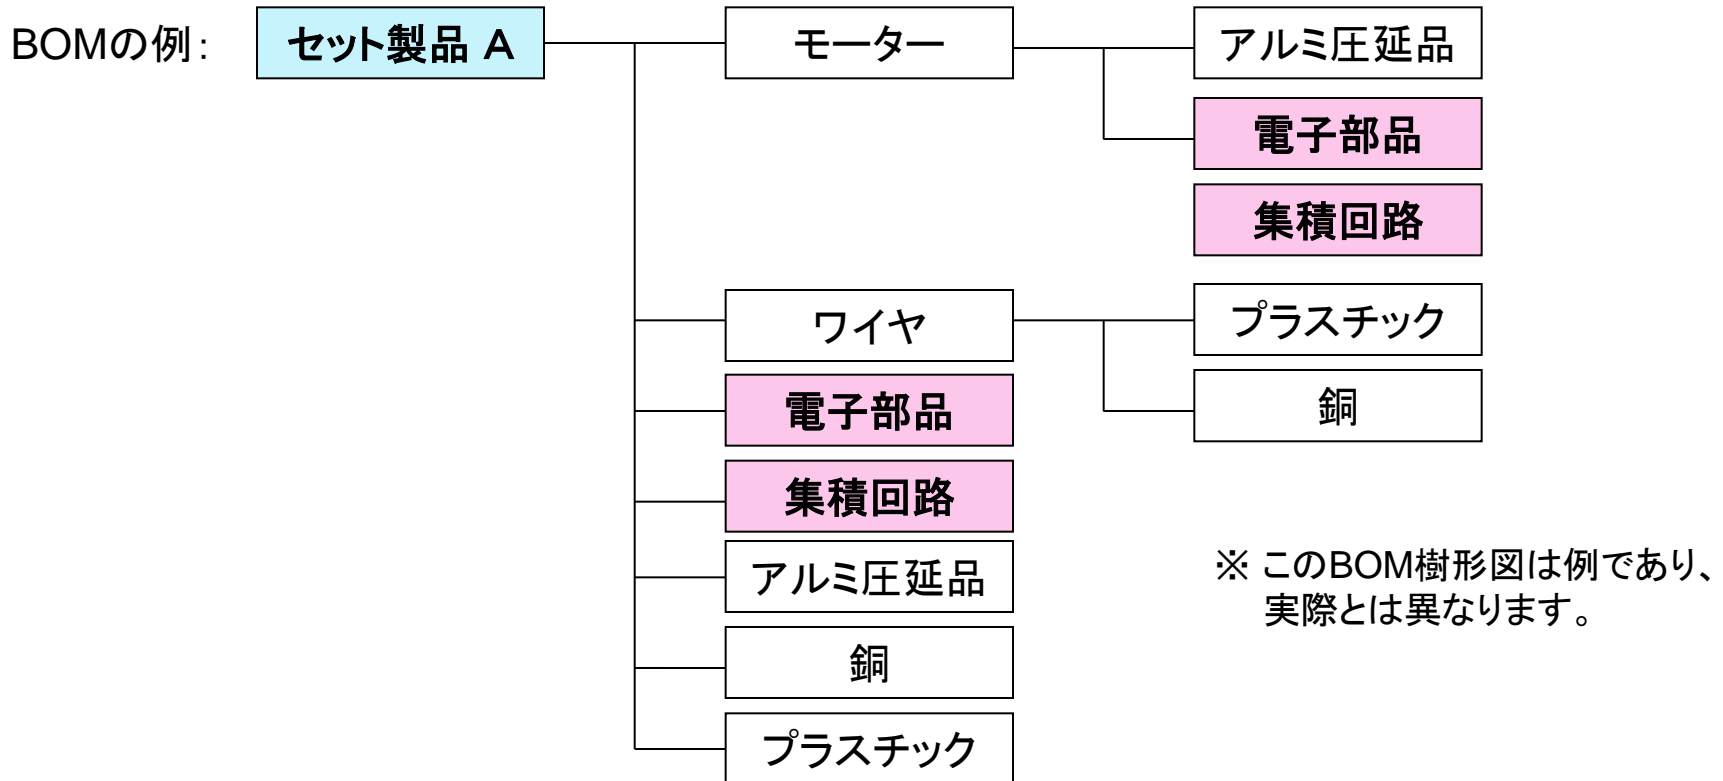 BOMの例：
セット製品 A
モーター
アルミ圧延品
電子部品
集積回路
ワイヤ
プラスチック
銅
電子部品
集積回路
アルミ圧延品
銅
プラスチック
※ このBOM樹形図は例であり、
実際とは異なります。